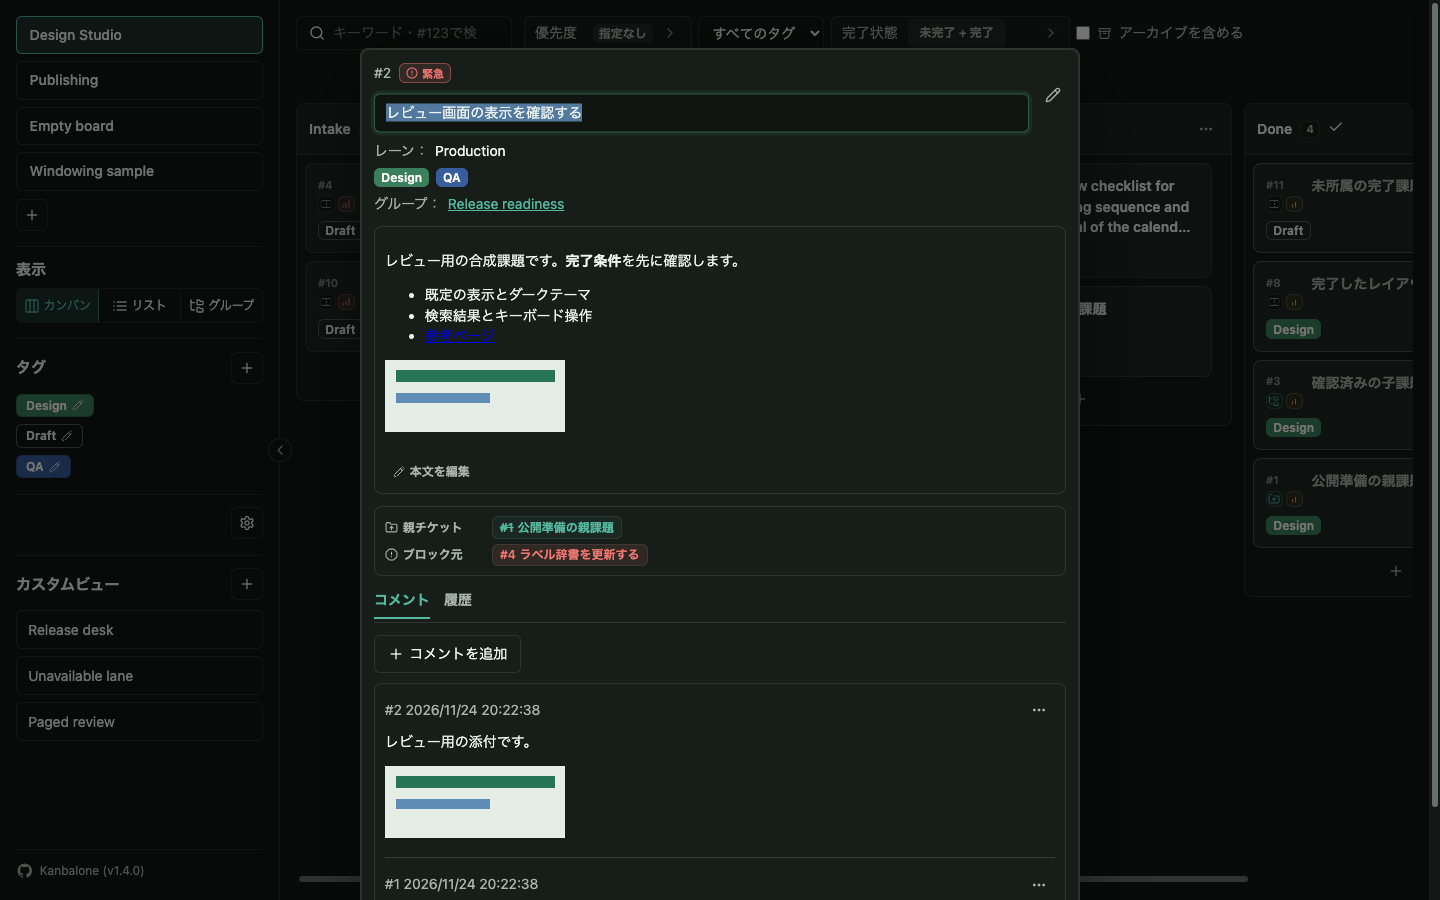 Design Studio
Publishing
Empty board
Windowing sample
表示
カンバン
リスト
グループ
タグ
Design
Draft
QA
カスタムビュー
Release desk
Unavailable lane
Paged review
Kanbalone (v1.4.0)
キーワード・#123で検
優先度 指定なし
すべてのタグ
完了状態 未完了 + 完了
アーカイブを含める
Intake
#4
Draft
#10
Draft
#2 緊急
レビュー画面の表示を確認する
レーン： Production
Design QA
グループ： Release readiness
レビュー用の合成課題です。完了条件を先に確認します。
既定の表示とダークテーマ
検索結果とキーボード操作
参考ページ
本文を編集
親チケット #1 公開準備の親課題
ブロック元 #4 ラベル辞書を更新する
コメント 履歴
コメントを追加
#2 2026/11/24 20:22:38
レビュー用の添付です。
#1 2026/11/24 20:22:38
w checklist for
ng sequence and
al of the calend...
課題
Done 4
#11 未所属の完了課
Draft
#8 完了したレイア
Design
#3 確認済みの子課
Design
#1 公開準備の親課
Design